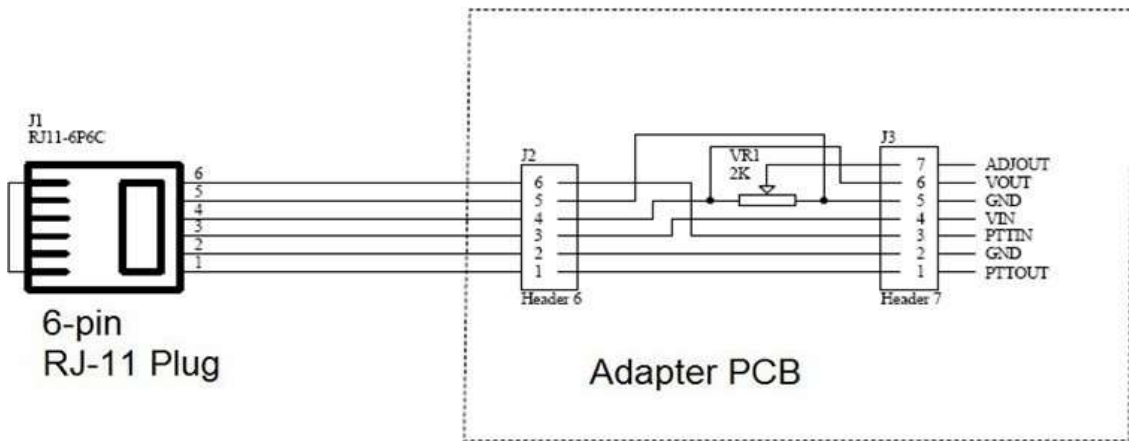 J1
RJ11-6P6C
6
5
4
3
2
1
6-pin
RJ-11 Plug
J2
6
5
4
3
2
1
Header 6
VR1
2K
J3
7 ADJOUT
6 VOUT
5 GND
4 VIN
3 PTTIN
2 GND
1 PTTOUT
Header 7
Adapter PCB